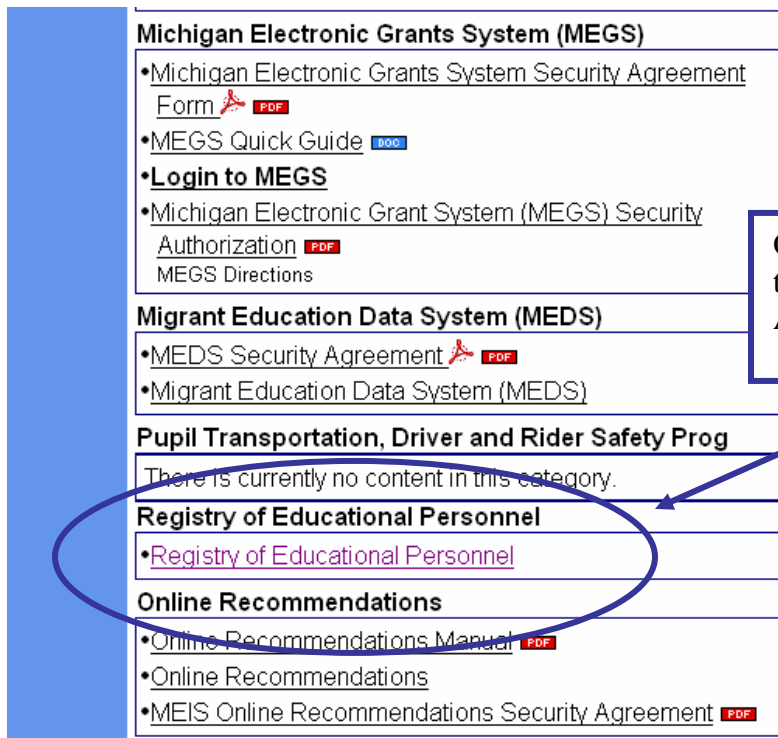 Michigan Electronic Grants System (MEGS)
•Michigan Electronic Grants System Security Agreement
Form PDF
•MEGS Quick Guide DOC
•Login to MEGS
•Michigan Electronic Grant System (MEGS) Security
Authorization PDF
MEGS Directions
Migrant Education Data System (MEDS)
•MEDS Security Agreement PDF
•Migrant Education Data System (MEDS)
Pupil Transportation, Driver and Rider Safety Prog
There is currently no content in this category.
Registry of Educational Personnel
•Registry of Educational Personnel
Online Recommendations
•Online Recommendations Manual PDF
•Online Recommendations
•MEIS Online Recommendations Security Agreement PDF